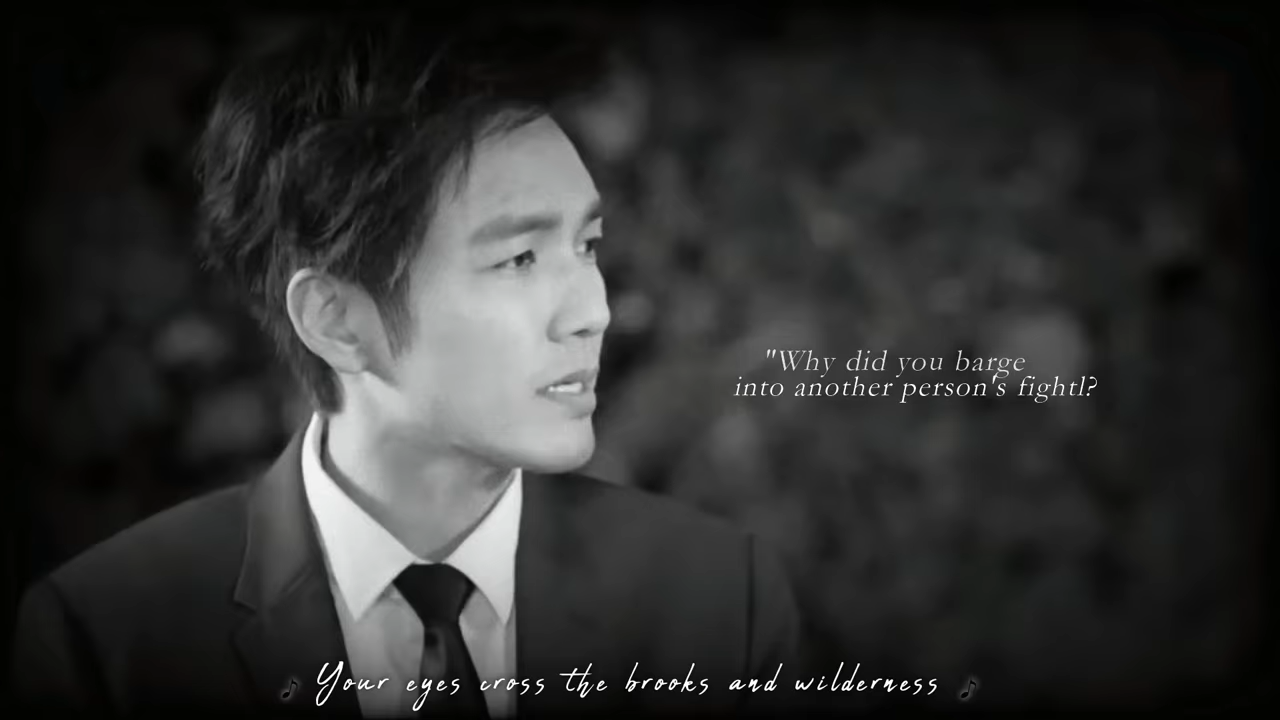 "Why did you barge
into another person's fightl?
♪ Your eyes cross the brooks and wilderness ♪